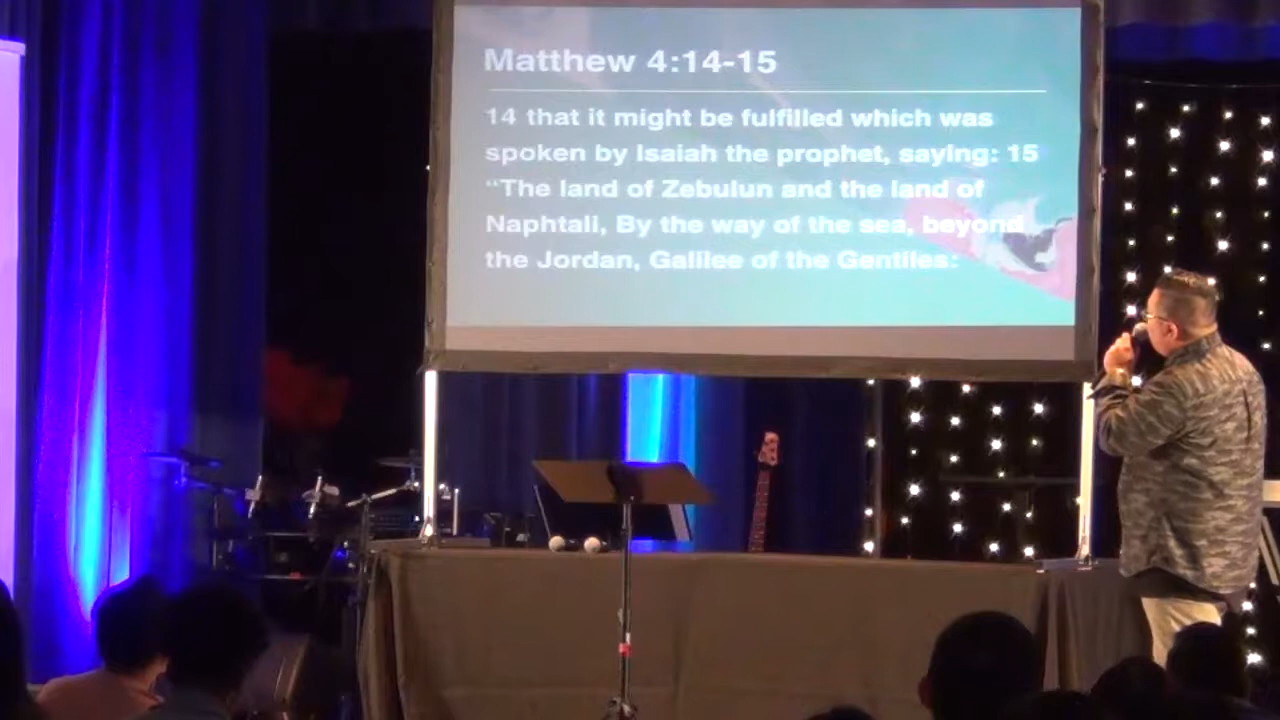 Matthew 4:14-15
14 that it might be fulfilled which was
spoken by Isaiah the prophet, saying: 15
“The land of Zebulun and the land of
Naphtali, By the way of the sea, beyond
the Jordan, Galilee of the Gentiles: